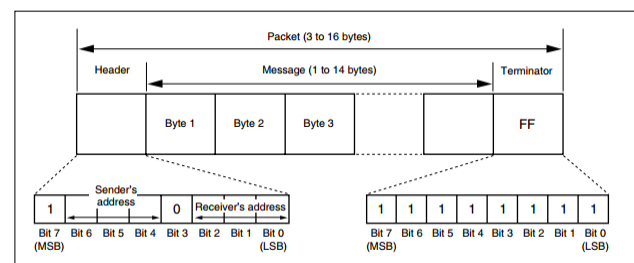 Packet (3 to 16 bytes)
Header
Message (1 to 14 bytes)
Terminator
Byte 1
Byte 2
Byte 3
FF
Sender's
address
Receiver's address
1
0
1 1 1 1 1 1 1 1
Bit 7 Bit 6 Bit 5 Bit 4 Bit 3 Bit 2 Bit 1 Bit 0
(MSB) (LSB)
Bit 7 Bit 6 Bit 5 Bit 4 Bit 3 Bit 2 Bit 1 Bit 0
(MSB) (LSB)